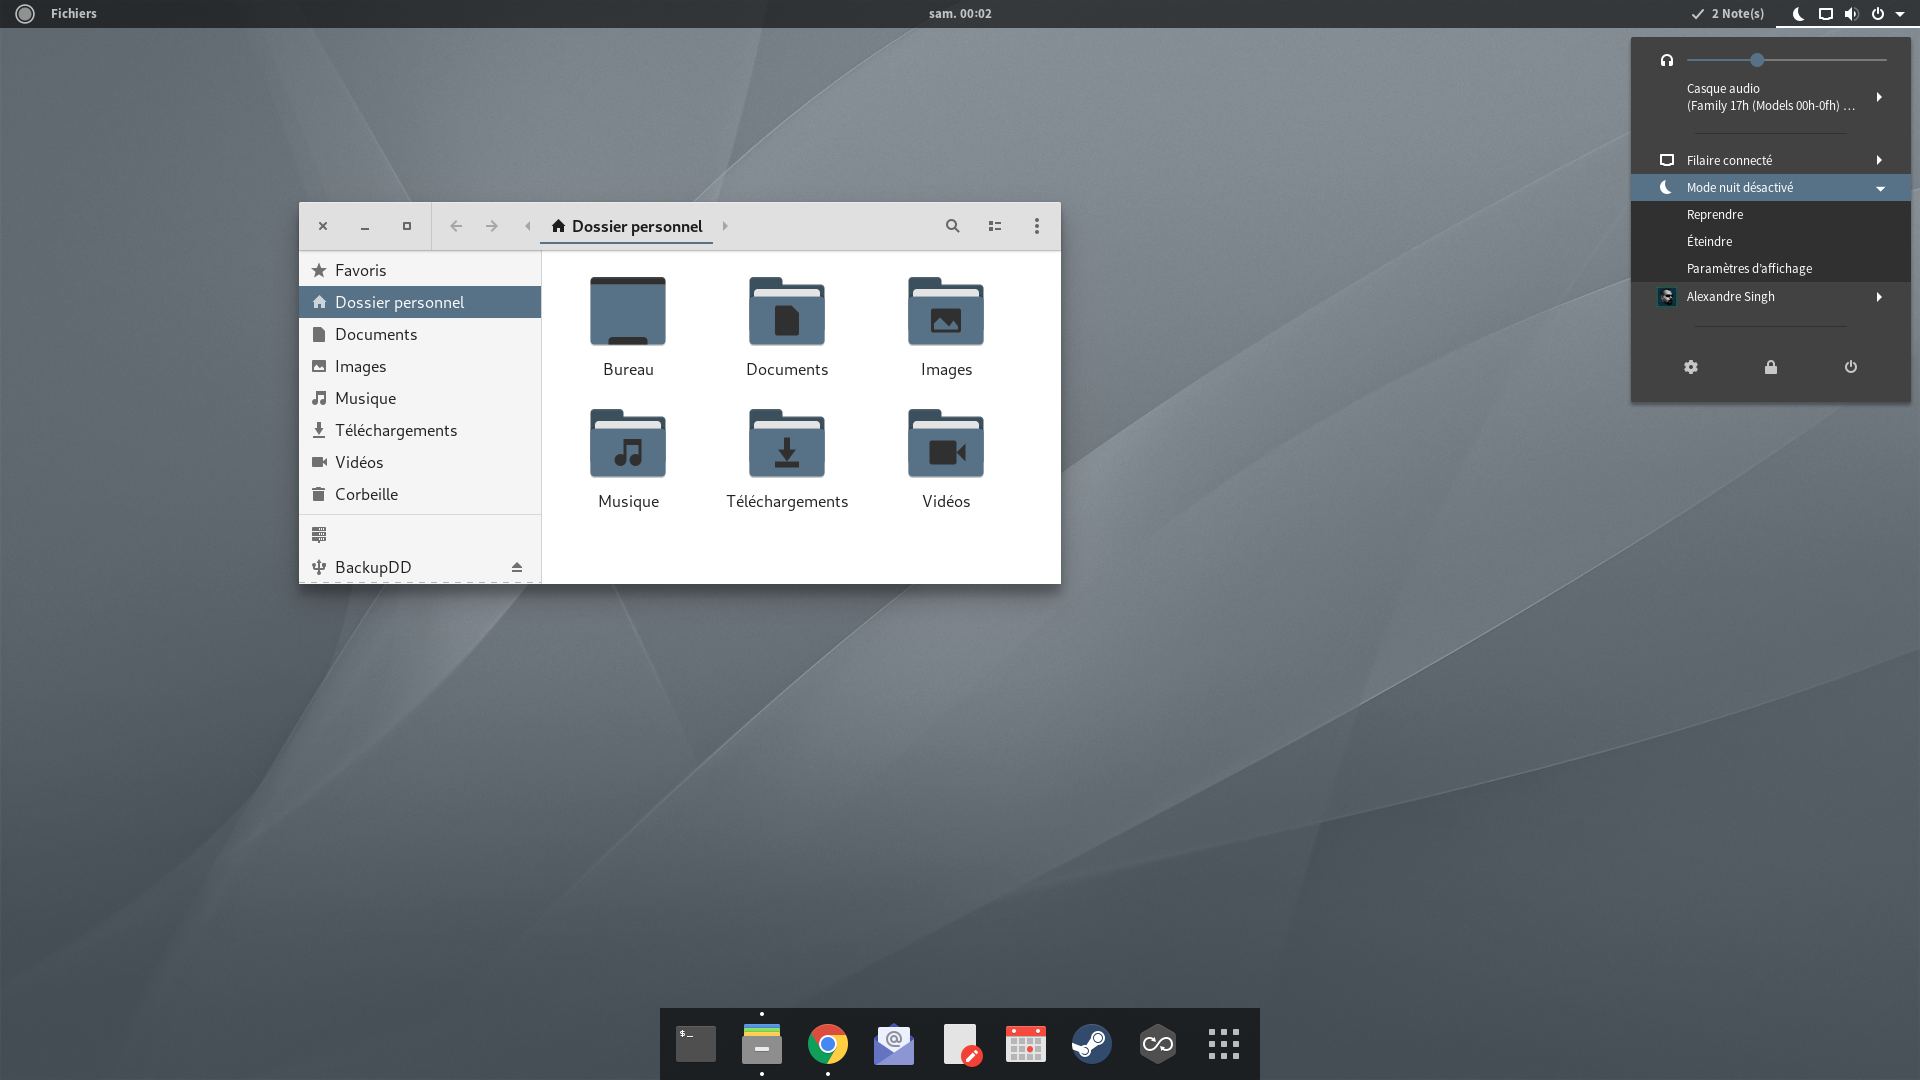 Fichiers
sam. 00:02
2 Note(s)
Casque audio
(Family 17h (Models 00h-0fh) …
Filaire connecté
Mode nuit désactivé
Reprendre
Éteindre
Paramètres d'affichage
Alexandre Singh
Dossier personnel
Favoris
Dossier personnel
Documents
Images
Musique
Téléchargements
Vidéos
Corbeille
BackupDD
Bureau
Documents
Images
Musique
Téléchargements
Vidéos
$_
@